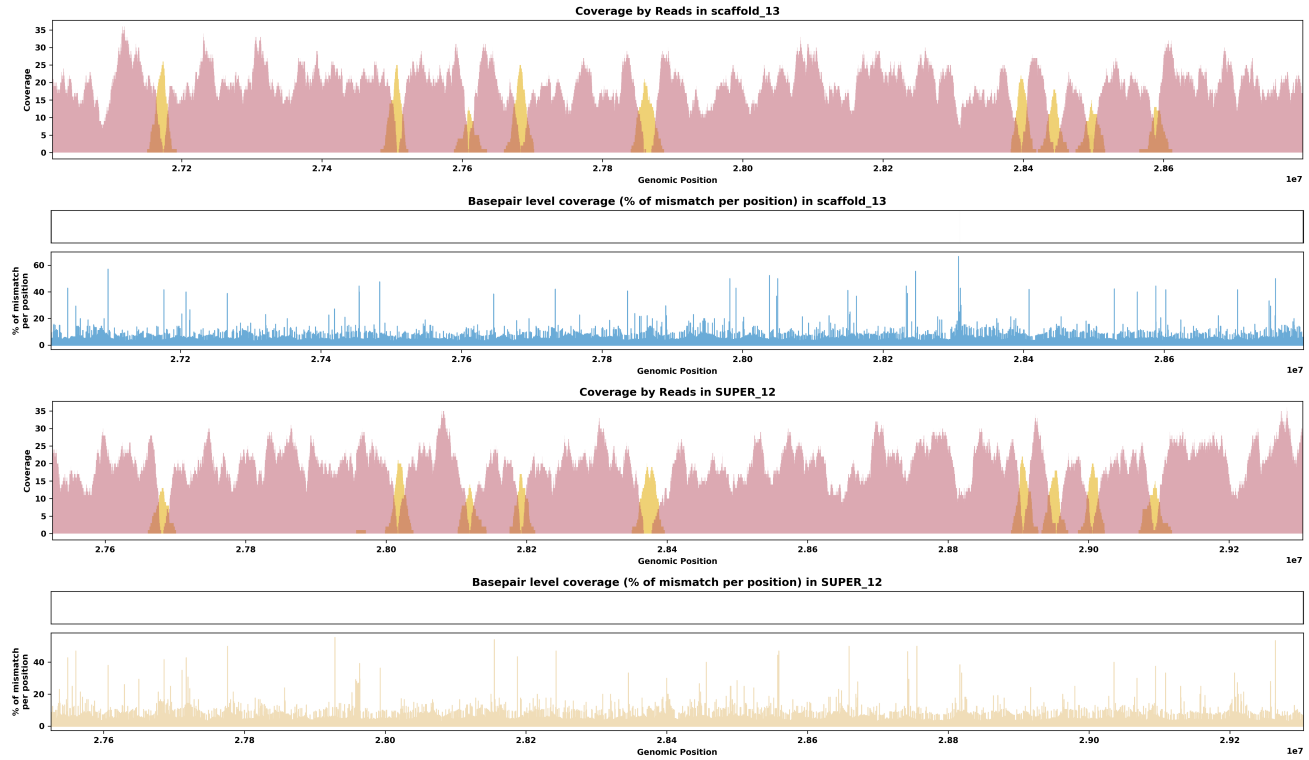 Coverage by Reads in scaffold_13
Coverage
35
30
25
20
15
10
5
0
2.72 2.74 2.76 2.78 2.80 2.82 2.84 2.86
Genomic Position
1e7
Basepair level coverage (% of mismatch per position) in scaffold_13
% of mismatch
per position
60
40
20
0
2.72 2.74 2.76 2.78 2.80 2.82 2.84 2.86
Genomic Position
1e7
Coverage by Reads in SUPER_12
Coverage
35
30
25
20
15
10
5
0
2.76 2.78 2.80 2.82 2.84 2.86 2.88 2.90 2.92
Genomic Position
1e7
Basepair level coverage (% of mismatch per position) in SUPER_12
% of mismatch
per position
40
20
0
2.76 2.78 2.80 2.82 2.84 2.86 2.88 2.90 2.92
Genomic Position
1e7